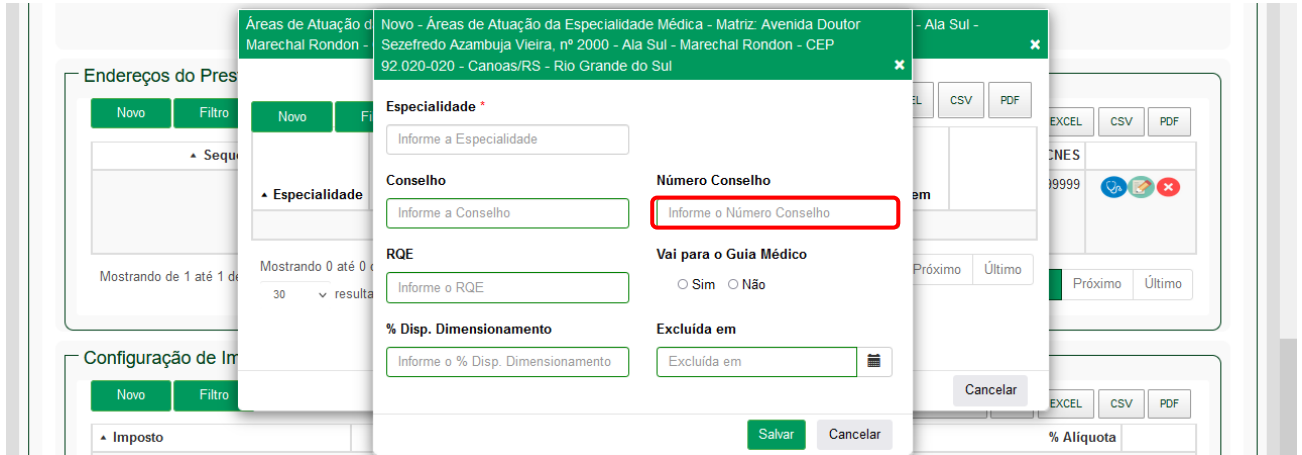 Áreas de Atuação d
Marechal Rondon -
- Ala Sul -
×
Novo - Áreas de Atuação da Especialidade Médica - Matriz: Avenida Doutor
Sezefredo Azambuja Vieira, nº 2000 - Ala Sul - Marechal Rondon - CEP
92.020-020 - Canoas/RS - Rio Grande do Sul
×
Endereços do Pres
Novo Filtro
EXCEL CSV PDF
▲ Sequ
CNES
99999
Mostrando de 1 até 1 de
Próximo Último
Novo Fi
EL CSV PDF
▲ Especialidade
em
Mostrando 0 até 0 d
30 resulta
Próximo Último
Cancelar
Especialidade *
Informe a Especialidade
Conselho Número Conselho
Informe a Conselho Informe o Número Conselho
RQE Vai para o Guia Médico
Informe o RQE Sim Não
% Disp. Dimensionamento Excluída em
Informe o % Disp. Dimensionamento Excluída em
Salvar Cancelar
Configuração de Im
Novo Filtro
EXCEL CSV PDF
▲ Imposto
% Alíquota